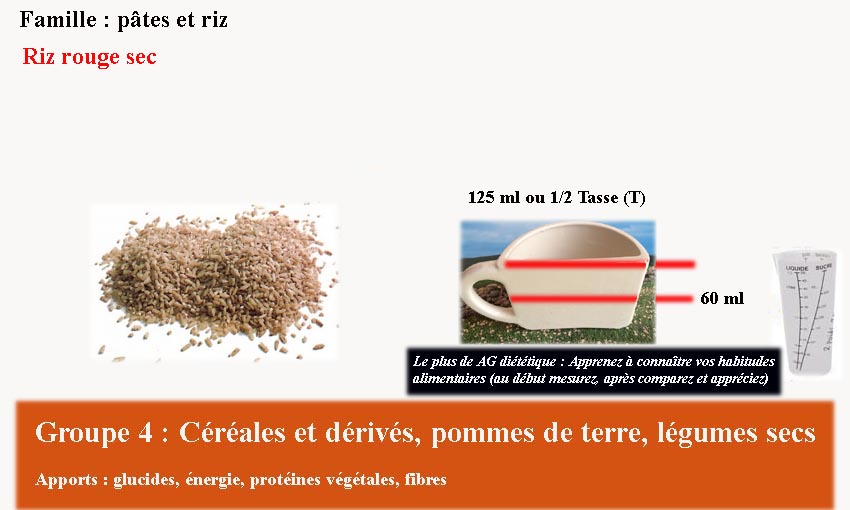 Famille : pâtes et riz
Riz rouge sec
125 ml ou 1/2 Tasse (T)
60 ml
LIQUIDE SUCRE
Le plus de AG diététique : Apprenez à connaître vos habitudes
alimentaires (au début mesurez, après comparez et appréciez)
Groupe 4 : Céréales et dérivés, pommes de terre, légumes secs
Apports : glucides, énergie, protéines végétales, fibres